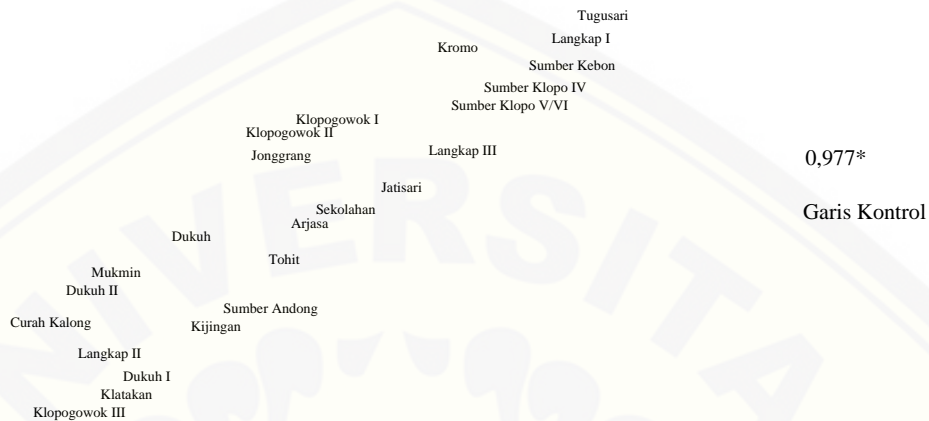 Tugusari
Langkap I
Kromo
Sumber Kebon
Sumber Klopo IV
Sumber Klopo V/VI
Klopogowok I
Klopogowok II
Langkap III
Jonggrang
0,977*
Jatisari
Sekolahan
Garis Kontrol
Arjasa
Dukuh
Tohit
Mukmin
Dukuh II
Sumber Andong
Curah Kalong
Kijingan
Langkap II
Dukuh I
Klatakan
Klopogowok III
UNIVERSITA